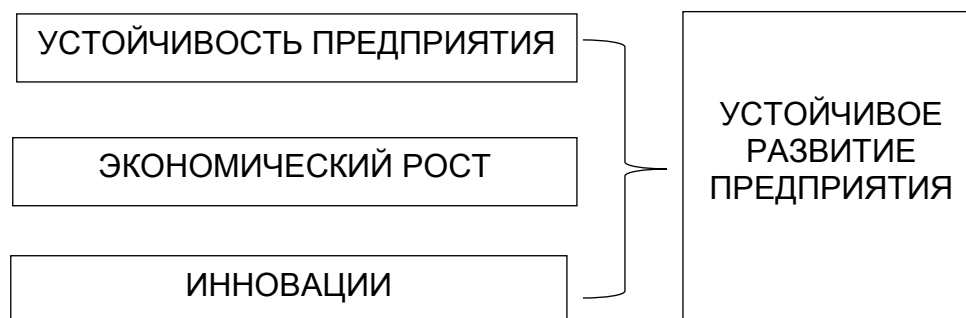 УСТОЙЧИВОСТЬ ПРЕДПРИЯТИЯ
ЭКОНОМИЧЕСКИЙ РОСТ
ИННОВАЦИИ
УСТОЙЧИВОЕ
РАЗВИТИЕ
ПРЕДПРИЯТИЯ